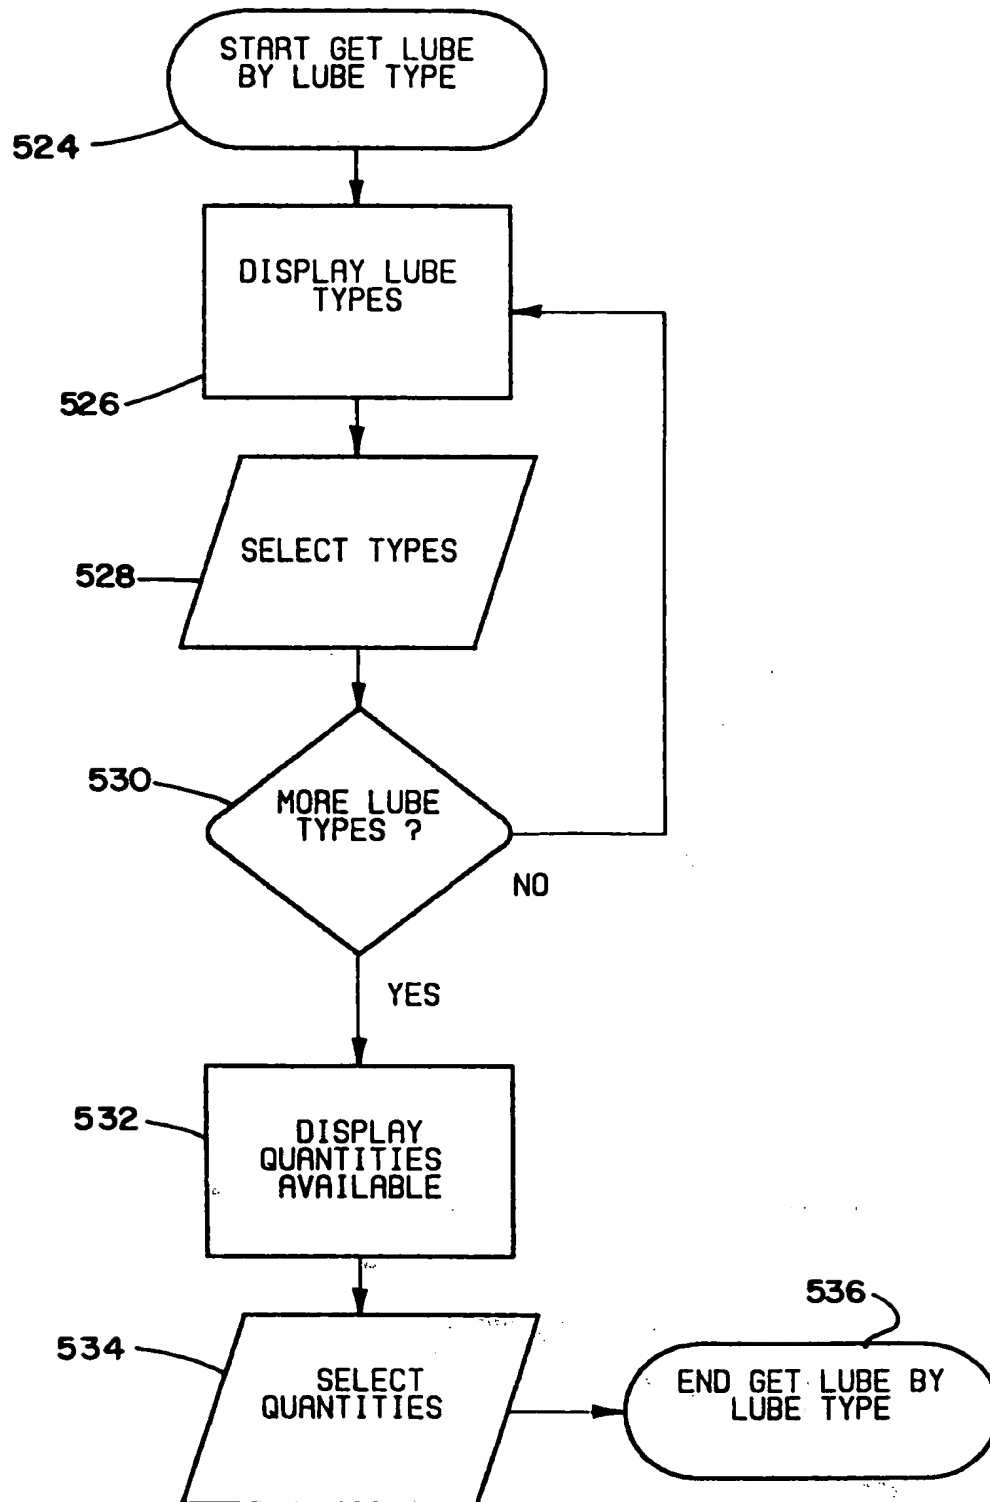 START GET LUBE
BY LUBE TYPE
524
DISPLAY LUBE
TYPES
526
SELECT TYPES
528
530
MORE LUBE
TYPES ?
NO
YES
532
DISPLAY
QUANTITIES
AVAILABLE
534
SELECT
QUANTITIES
536
END GET LUBE BY
LUBE TYPE